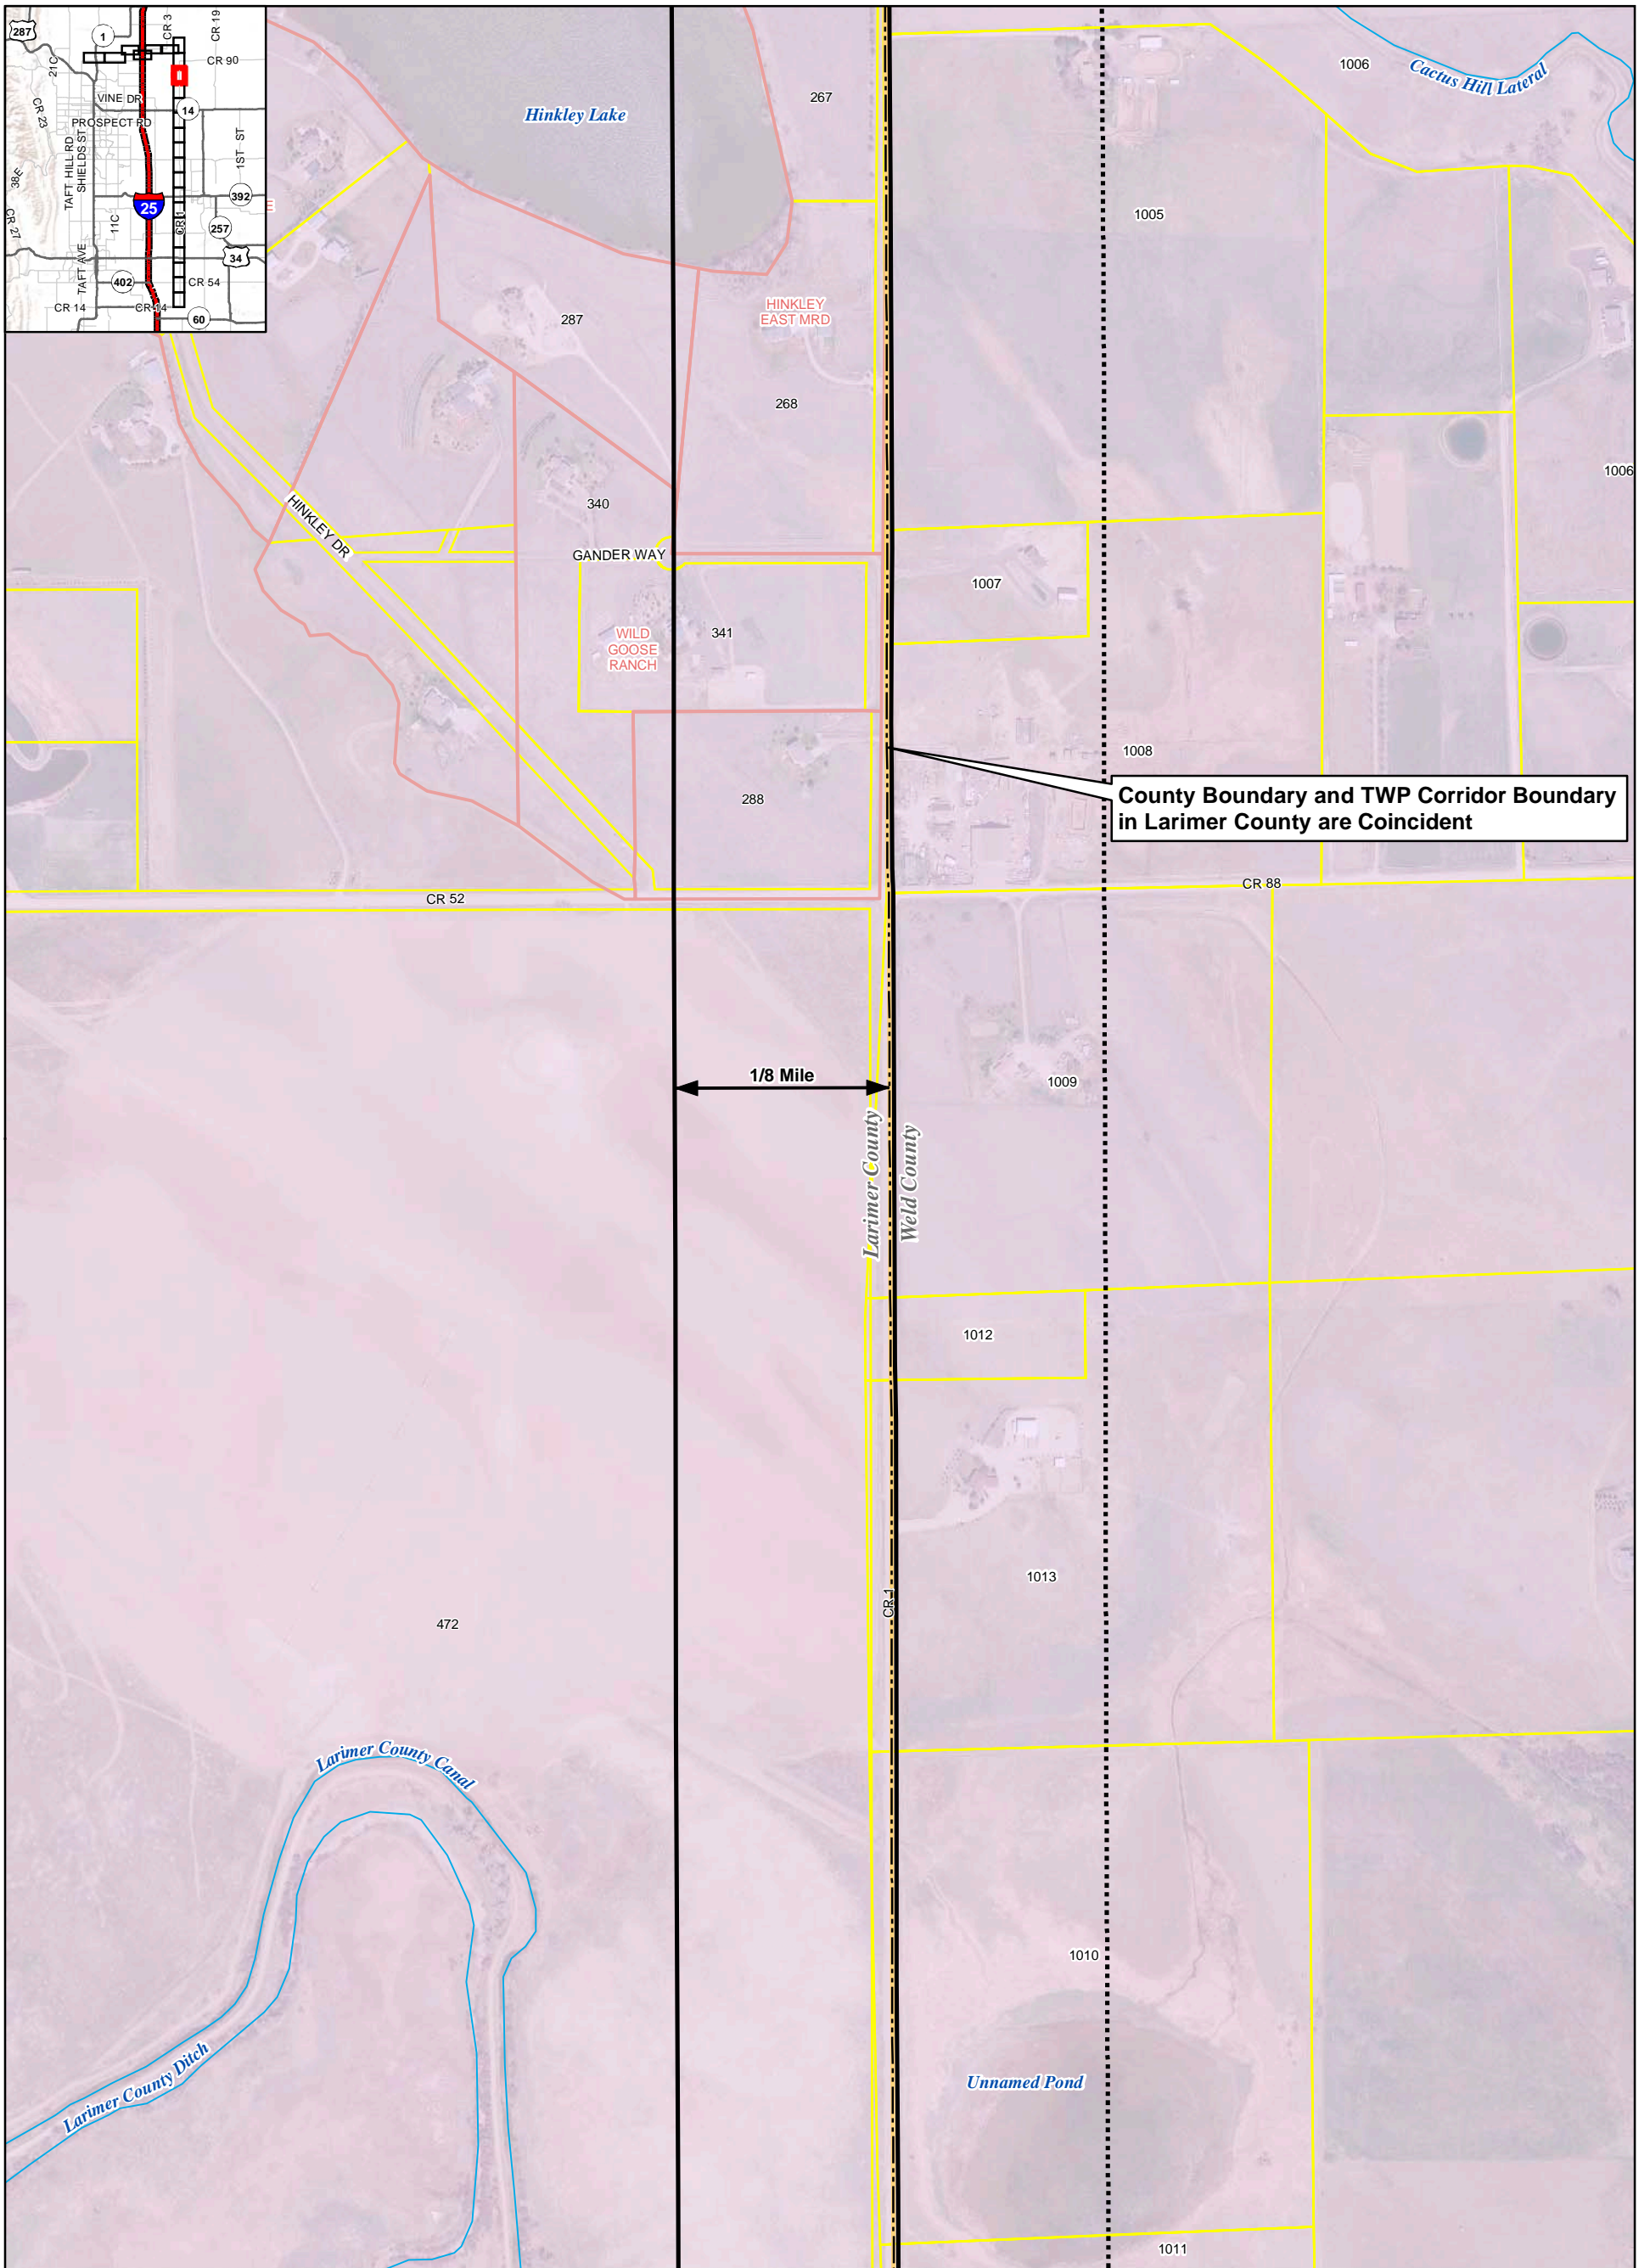 287
1
CR 3
CR 19
21C
CR 90
CR 23
VINE DR
14
PROSPECT RD
TAFT HILL RD
SHIELDS ST
1ST ST
38E
392
25
CR 27
11C
CR 1
257
E
34
TAFT AVE
402
CR 54
CR 14
CR 14
60
Hinkley Lake
267
1006
Cactus Hill Lateral
1005
287
HINKLEY
EAST MRD
268
1006
340
HINKLEY DR
GANDER WAY
1007
WILD
GOOSE
RANCH
341
1008
288
County Boundary and TWP Corridor Boundary
in Larimer County are Coincident
CR 52
CR 88
1/8 Mile
1009
Larimer County
Weld County
1012
1013
CR 1
472
Larimer County Canal
1010
Larimer County Ditch
Unnamed Pond
1011